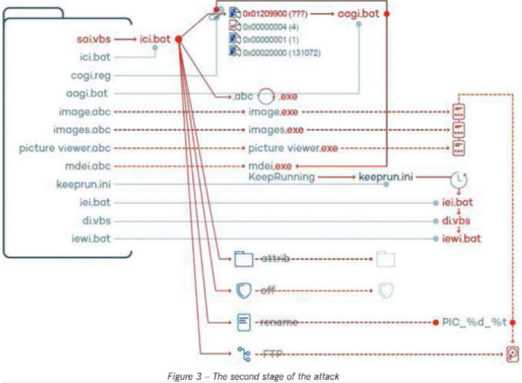 0x01209900 (???) aagi.bat
0x00000004 (4)
sai.vbs ici.bat
0x00000001 (1)
ici.bat
0x00020000 (131072)
cogi.reg
aagi.bat .abc .exe
image.abc image.exe
images.abc images.exe
picture viewer.abc picture viewer.exe
mdei.abc mdei.exe
KeepRunning keeprun.ini
keeprun.ini
iei.bat iei.bat
di.vbs di.vbs
iewi.bat iewi.bat
attrib
off
rename PIC_%d_%t
FTP
Figure 3 – The second stage of the attack